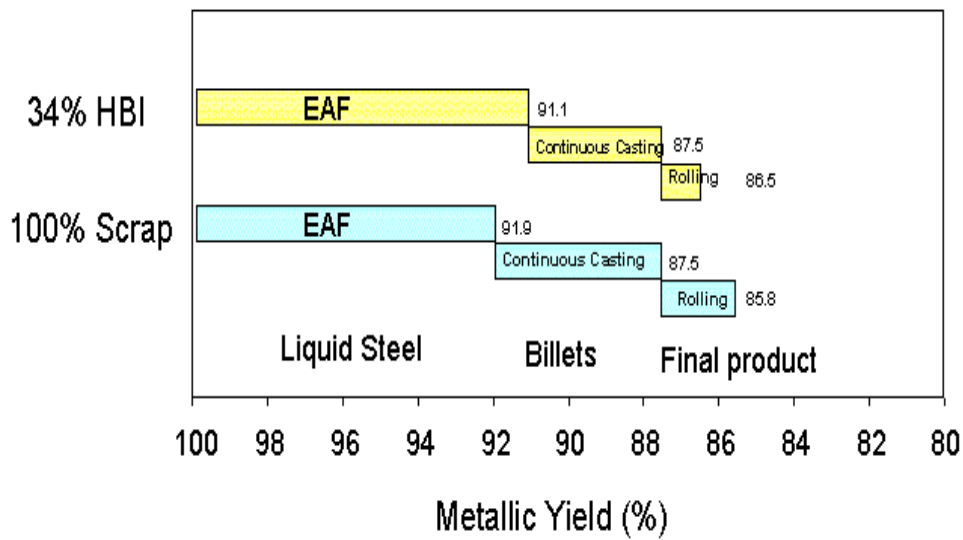 34% HBI
EAF
91.1
Continuous Casting
87.5
Rolling
86.5
100% Scrap
EAF
91.9
Continuous Casting
87.5
Rolling
85.8
Liquid Steel
Billets
Final product
100 98 96 94 92 90 88 86 84 82 80
Metallic Yield (%)